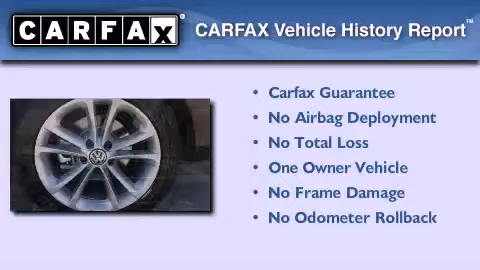 CARFAX® CARFAX Vehicle History Report™
• Carfax Guarantee
• No Airbag Deployment
• No Total Loss
• One Owner Vehicle
• No Frame Damage
• No Odometer Rollback